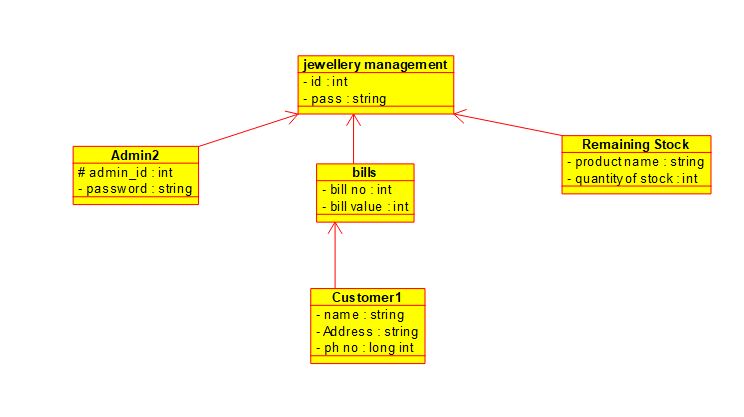 jewellery management
- id : int
- pass : string
Admin2
# admin_id : int
- password : string
bills
- bill no : int
- bill value : int
Remaining Stock
- product name : string
- quantity of stock : int
Customer1
- name : string
- Address : string
- ph no : long int